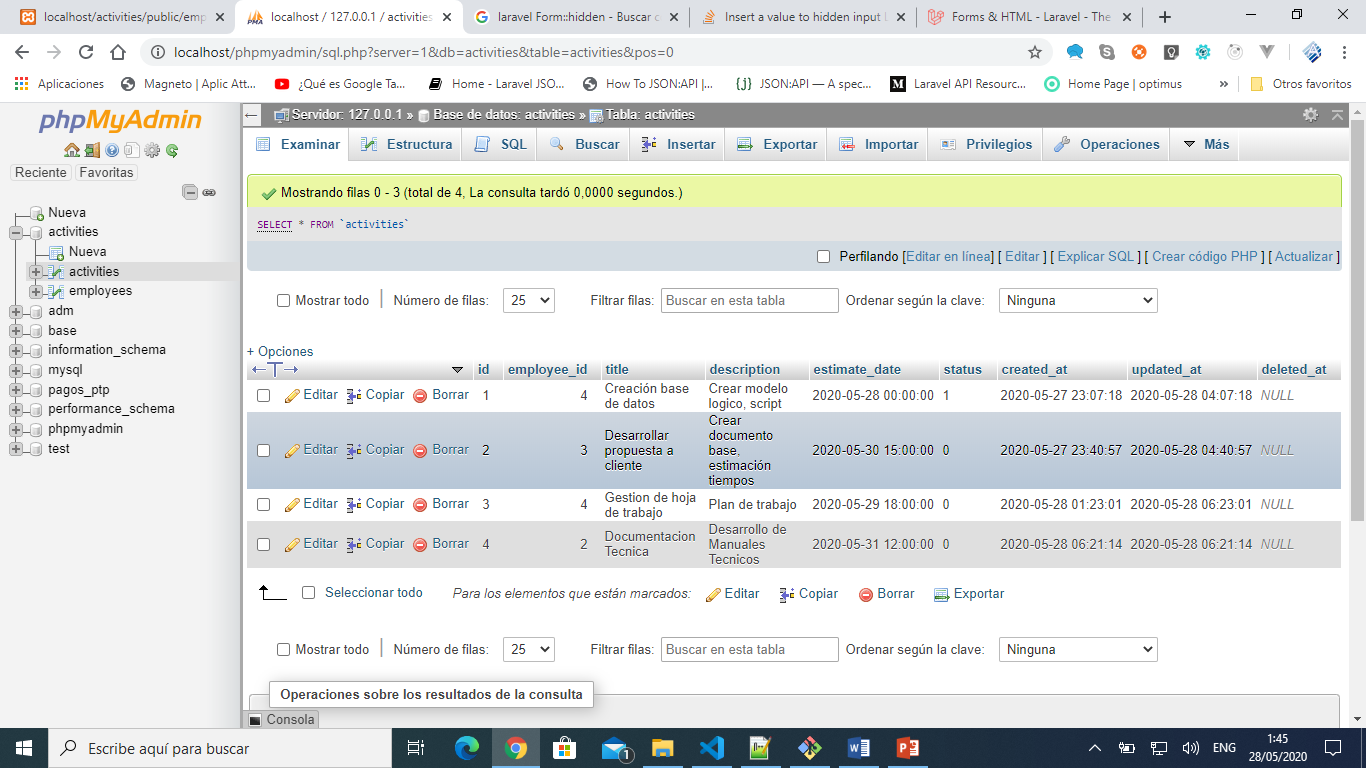 localhost/activities/public/emp
localhost / 127.0.0.1 / activities
laravel Form::hidden - Buscar c
Insert a value to hidden input L
Forms & HTML - Laravel - The
localhost/phpmyadmin/sql.php?server=1&db=activities&table=activities&pos=0
Aplicaciones
Magneto | Aplic Att...
¿Qué es Google Ta...
Home - Laravel JSO...
How To JSON:API |...
JSON:API — A spec...
Laravel API Resourc...
Home Page | optimus
»
Otros favoritos
phpMyAdmin
Reciente Favoritas
Nueva
activities
Nueva
activities
employees
adm
base
information_schema
mysql
pagos_ptp
performance_schema
phpmyadmin
test
Servidor: 127.0.0.1 » Base de datos: activities » Tabla: activities
Examinar Estructura SQL Buscar Insertar Exportar Importar Privilegios Operaciones Más
Mostrando filas 0 - 3 (total de 4, La consulta tardó 0,0000 segundos.)
SELECT * FROM `activities`
Perfilando [Editar en línea] [ Editar ] [ Explicar SQL ] [ Crear código PHP ] [ Actualizar ]
Mostrar todo | Número de filas: 25 Filtrar filas: Buscar en esta tabla Ordenar según la clave: Ninguna
+ Opciones
←T→ id employee_id title description estimate_date status created_at updated_at deleted_at
Editar Copiar Borrar 1 4 Creación base de datos Crear modelo logico, script 2020-05-28 00:00:00 1 2020-05-27 23:07:18 2020-05-28 04:07:18 NULL
Editar Copiar Borrar 2 3 Desarrollar propuesta a cliente Crear documento base, estimación tiempos 2020-05-30 15:00:00 0 2020-05-27 23:40:57 2020-05-28 04:40:57 NULL
Editar Copiar Borrar 3 4 Gestion de hoja de trabajo Plan de trabajo 2020-05-29 18:00:00 0 2020-05-28 01:23:01 2020-05-28 06:23:01 NULL
Editar Copiar Borrar 4 2 Documentacion Tecnica Desarrollo de Manuales Tecnicos 2020-05-31 12:00:00 0 2020-05-28 06:21:14 2020-05-28 06:21:14 NULL
Seleccionar todo Para los elementos que están marcados: Editar Copiar Borrar Exportar
Mostrar todo | Número de filas: 25 Filtrar filas: Buscar en esta tabla Ordenar según la clave: Ninguna
Operaciones sobre los resultados de la consulta
Consola
Escribe aquí para buscar
1
ENG
1:45
28/05/2020